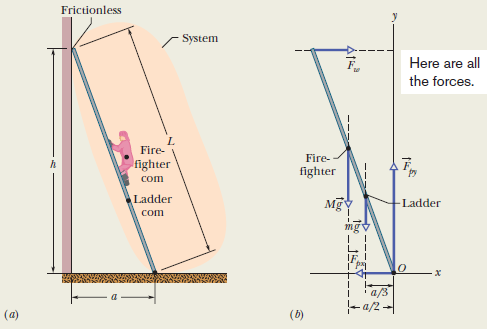 Frictionless
System
L
h
Fire-
fighter
com
Ladder
com
a
(a)
y
F_w
Here are all
the forces.
Fire-
fighter
F_py
Mg
Ladder
mg
F_px
O
x
a/3
a/2
(b)